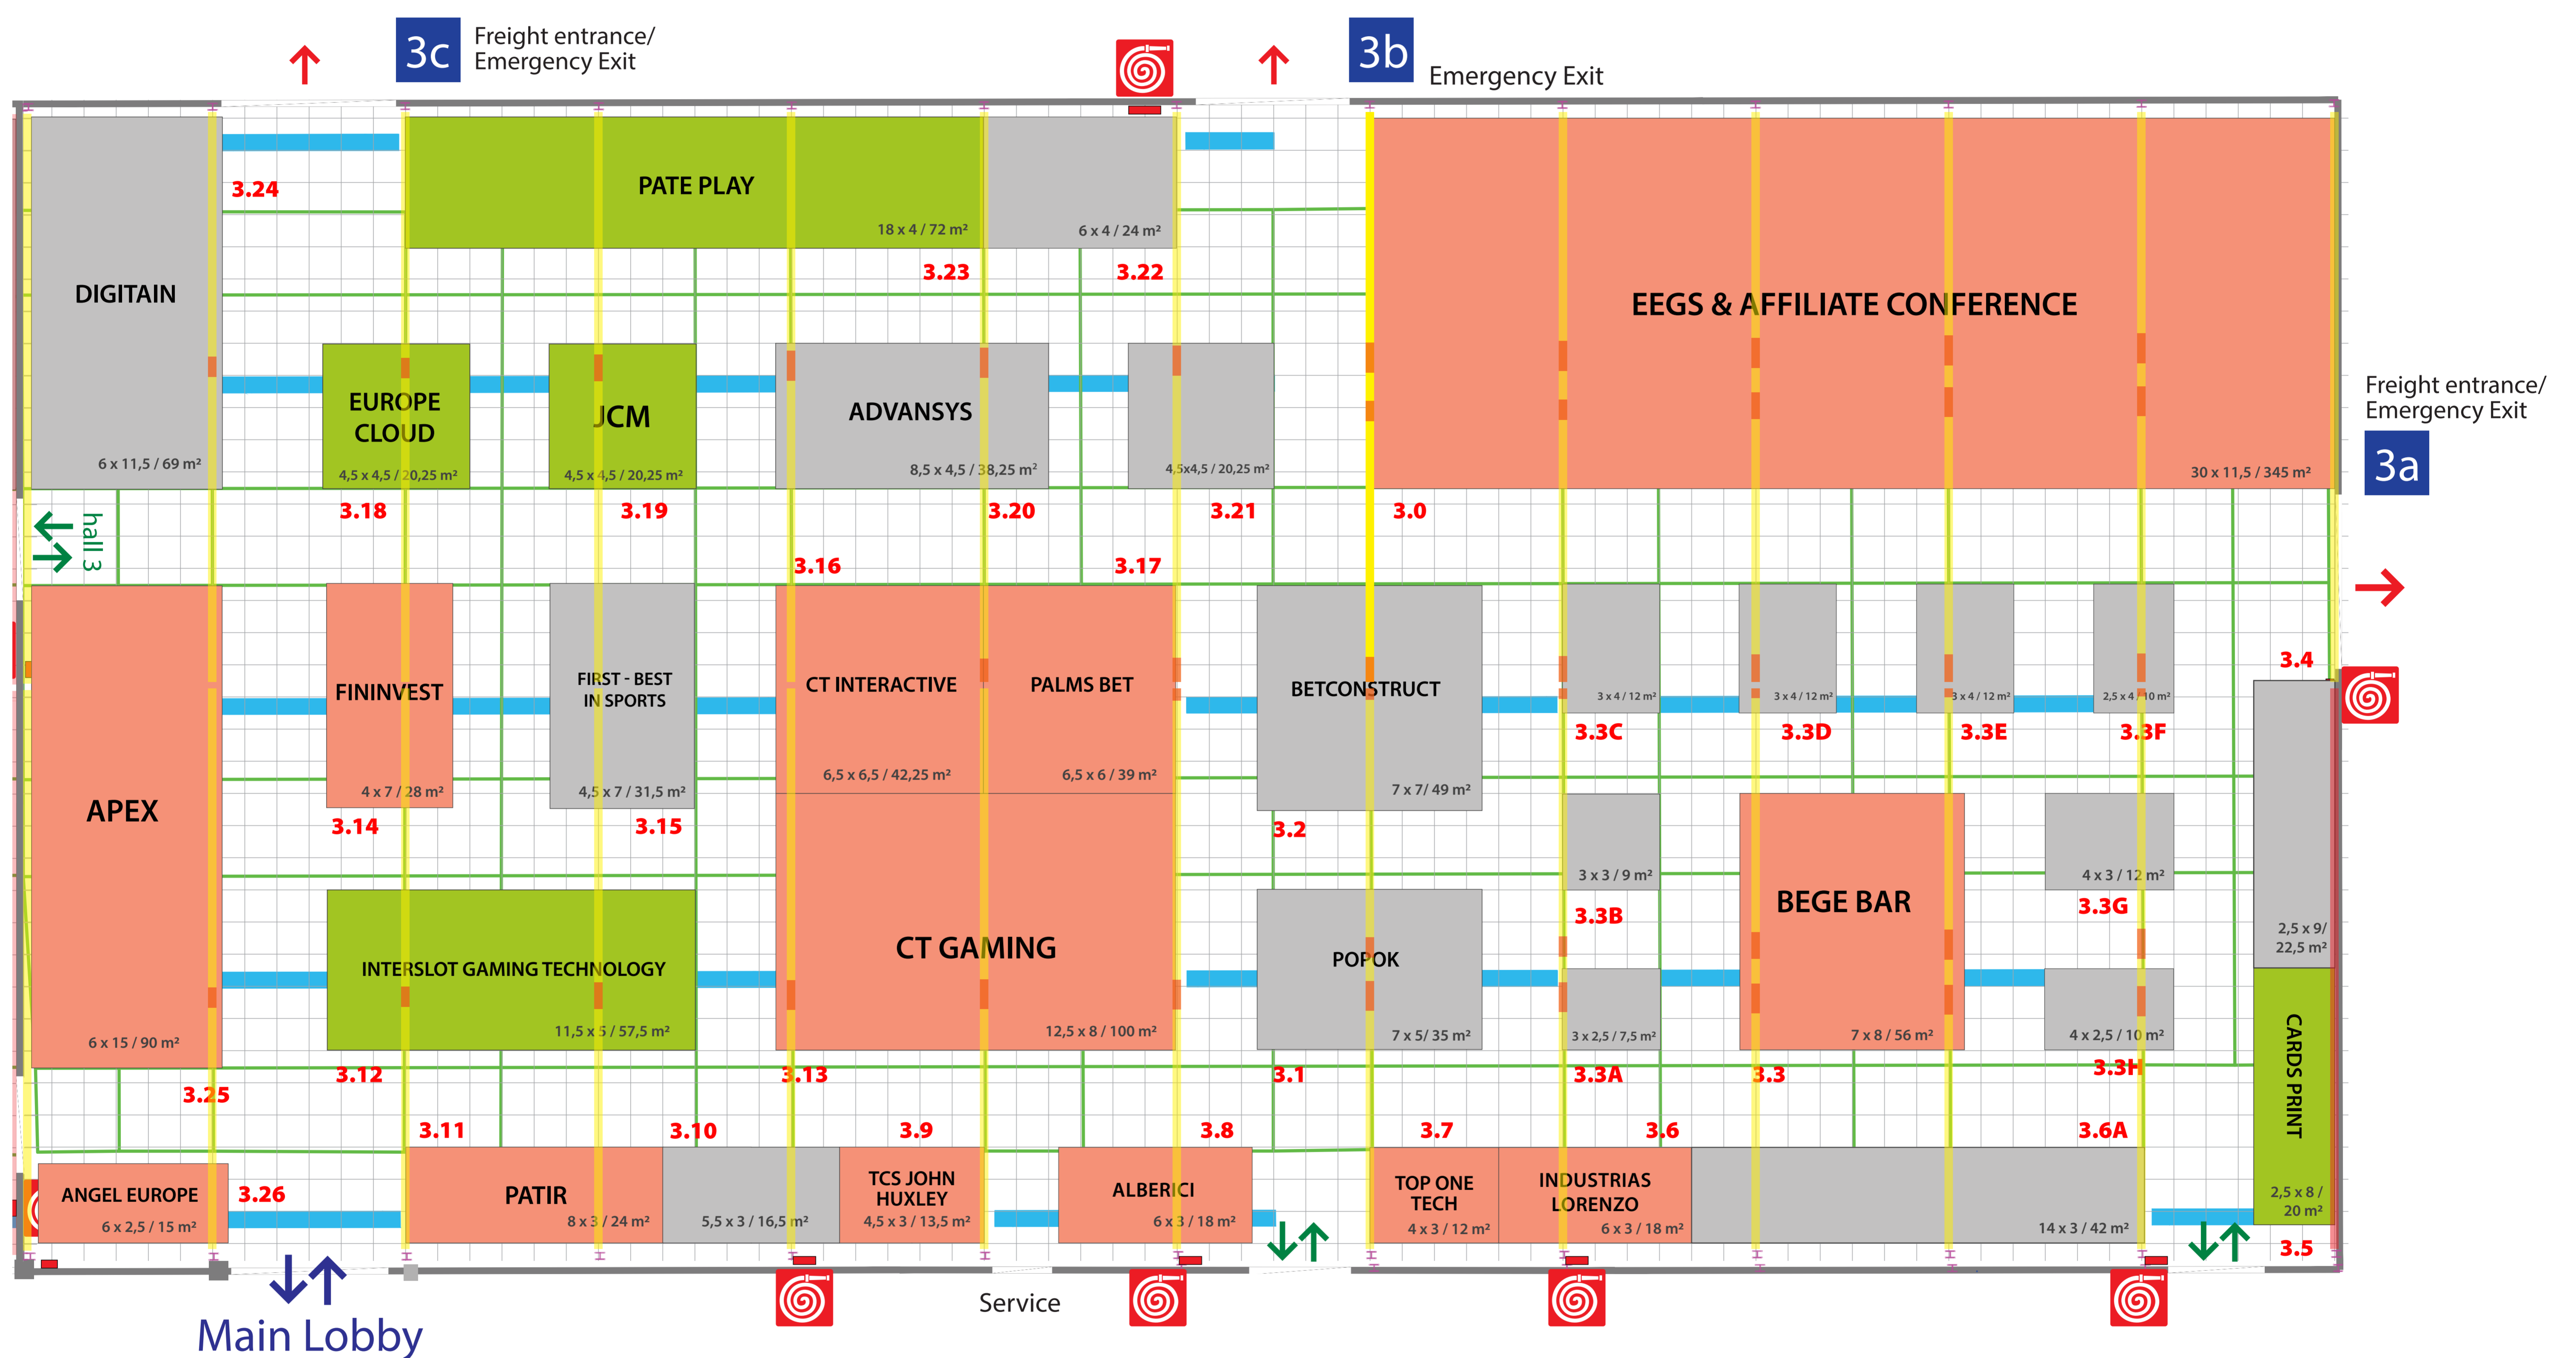 3c
Freight entrance/
Emergency Exit
3b
Emergency Exit
3.24
PATE PLAY
18 x 4 / 72 m²
6 x 4 / 24 m²
3.23
3.22
DIGITAIN
6 x 11,5 / 69 m²
EEGS & AFFILIATE CONFERENCE
30 x 11,5 / 345 m²
Freight entrance/
Emergency Exit
3a
EUROPE
CLOUD
4,5 x 4,5 / 20,25 m²
JCM
4,5 x 4,5 / 20,25 m²
ADVANSYS
8,5 x 4,5 / 38,25 m²
4,5x4,5 / 20,25 m²
3.18
3.19
3.20
3.21
3.0
hall 3
3.16
3.17
APEX
6 x 15 / 90 m²
FININVEST
4 x 7 / 28 m²
FIRST - BEST
IN SPORTS
4,5 x 7 / 31,5 m²
CT INTERACTIVE
6,5 x 6,5 / 42,25 m²
PALMS BET
6,5 x 6 / 39 m²
BETCONSTRUCT
7 x 7/ 49 m²
3 x 4 / 12 m²
3 x 4 / 12 m²
3 x 4 / 12 m²
2,5 x 4 / 10 m²
3.3C
3.3D
3.3E
3.3F
3.4
3.14
3.15
3.2
3 x 3 / 9 m²
3.3B
BEGE BAR
7 x 8 / 56 m²
4 x 3 / 12 m²
3.3G
2,5 x 9/
22,5 m²
INTERSLOT GAMING TECHNOLOGY
11,5 x 5 / 57,5 m²
CT GAMING
12,5 x 8 / 100 m²
POPOK
7 x 5/ 35 m²
3 x 2,5 / 7,5 m²
4 x 2,5 / 10 m²
CARDS PRINT
2,5 x 8 /
20 m²
3.25
3.12
3.13
3.1
3.3A
3.3
3.3H
3.11
3.10
3.9
3.8
3.7
3.6
3.6A
ANGEL EUROPE
6 x 2,5 / 15 m²
3.26
PATIR
8 x 3 / 24 m²
5,5 x 3 / 16,5 m²
TCS JOHN
HUXLEY
4,5 x 3 / 13,5 m²
ALBERICI
6 x 3 / 18 m²
TOP ONE
TECH
4 x 3 / 12 m²
INDUSTRIAS
LORENZO
6 x 3 / 18 m²
14 x 3 / 42 m²
3.5
Service
Main Lobby